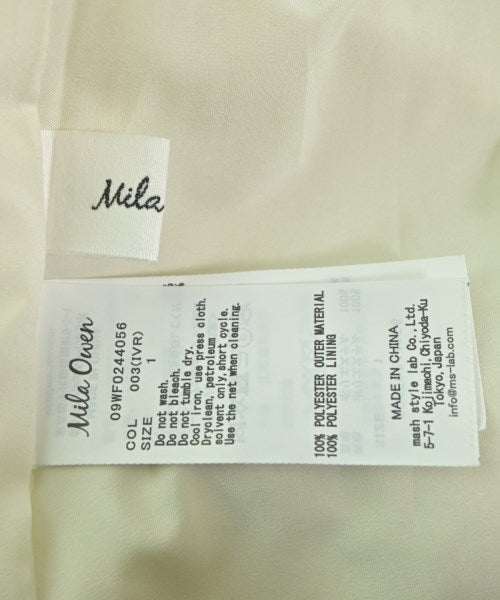 Mila
Mila Owen
09WF0244056
COL 003(IVR)
SIZE 1
Do not wash.
Do not bleach.
Do not tumble dry.
Cool iron, use press cloth.
Dryclean, petroleum
solvent only,short cycle.
Use the net when cleaning.
100% POLYESTER OUTER MATERIAL
100% POLYESTER LINING
MADE IN CHINA
mash style lab Co.,Ltd.
5-7-1 Kojimachi,Chiyoda-Ku
Tokyo,Japan
info@ms-lab.com